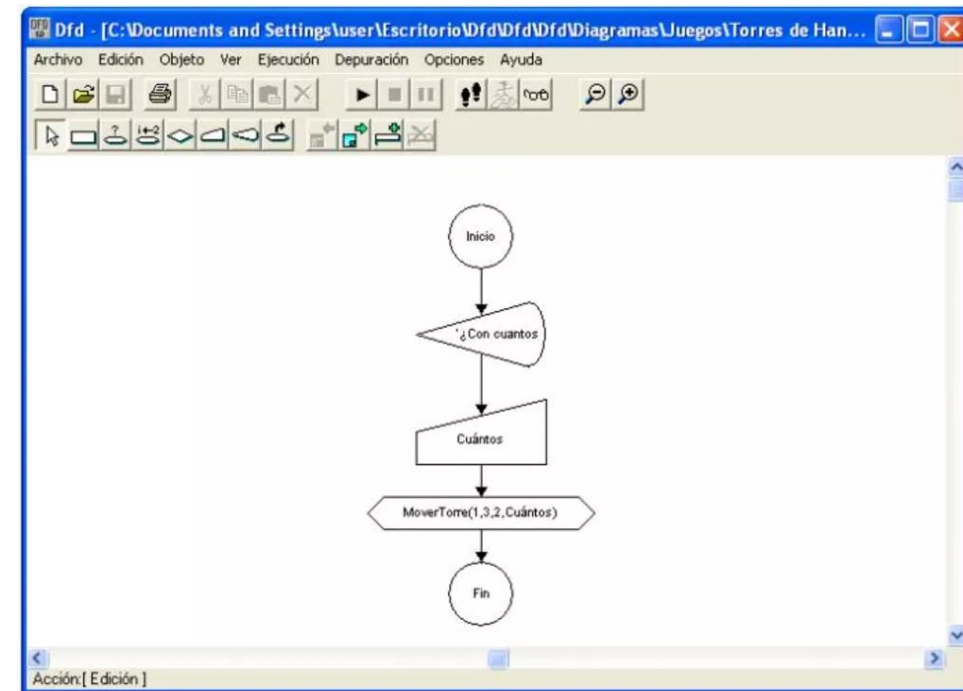 Dfd - [C:\Documents and Settings\user\Escritorio\Dfd\Dfd\Dfd\Diagramas\Juegos\Torres de Han...
Archivo Edición Objeto Ver Ejecución Depuración Opciones Ayuda
Inicio
'¿Con cuantos
Cuántos
MoverTorre(1,3,2,Cuántos)
Fin
Acción:[ Edición ]